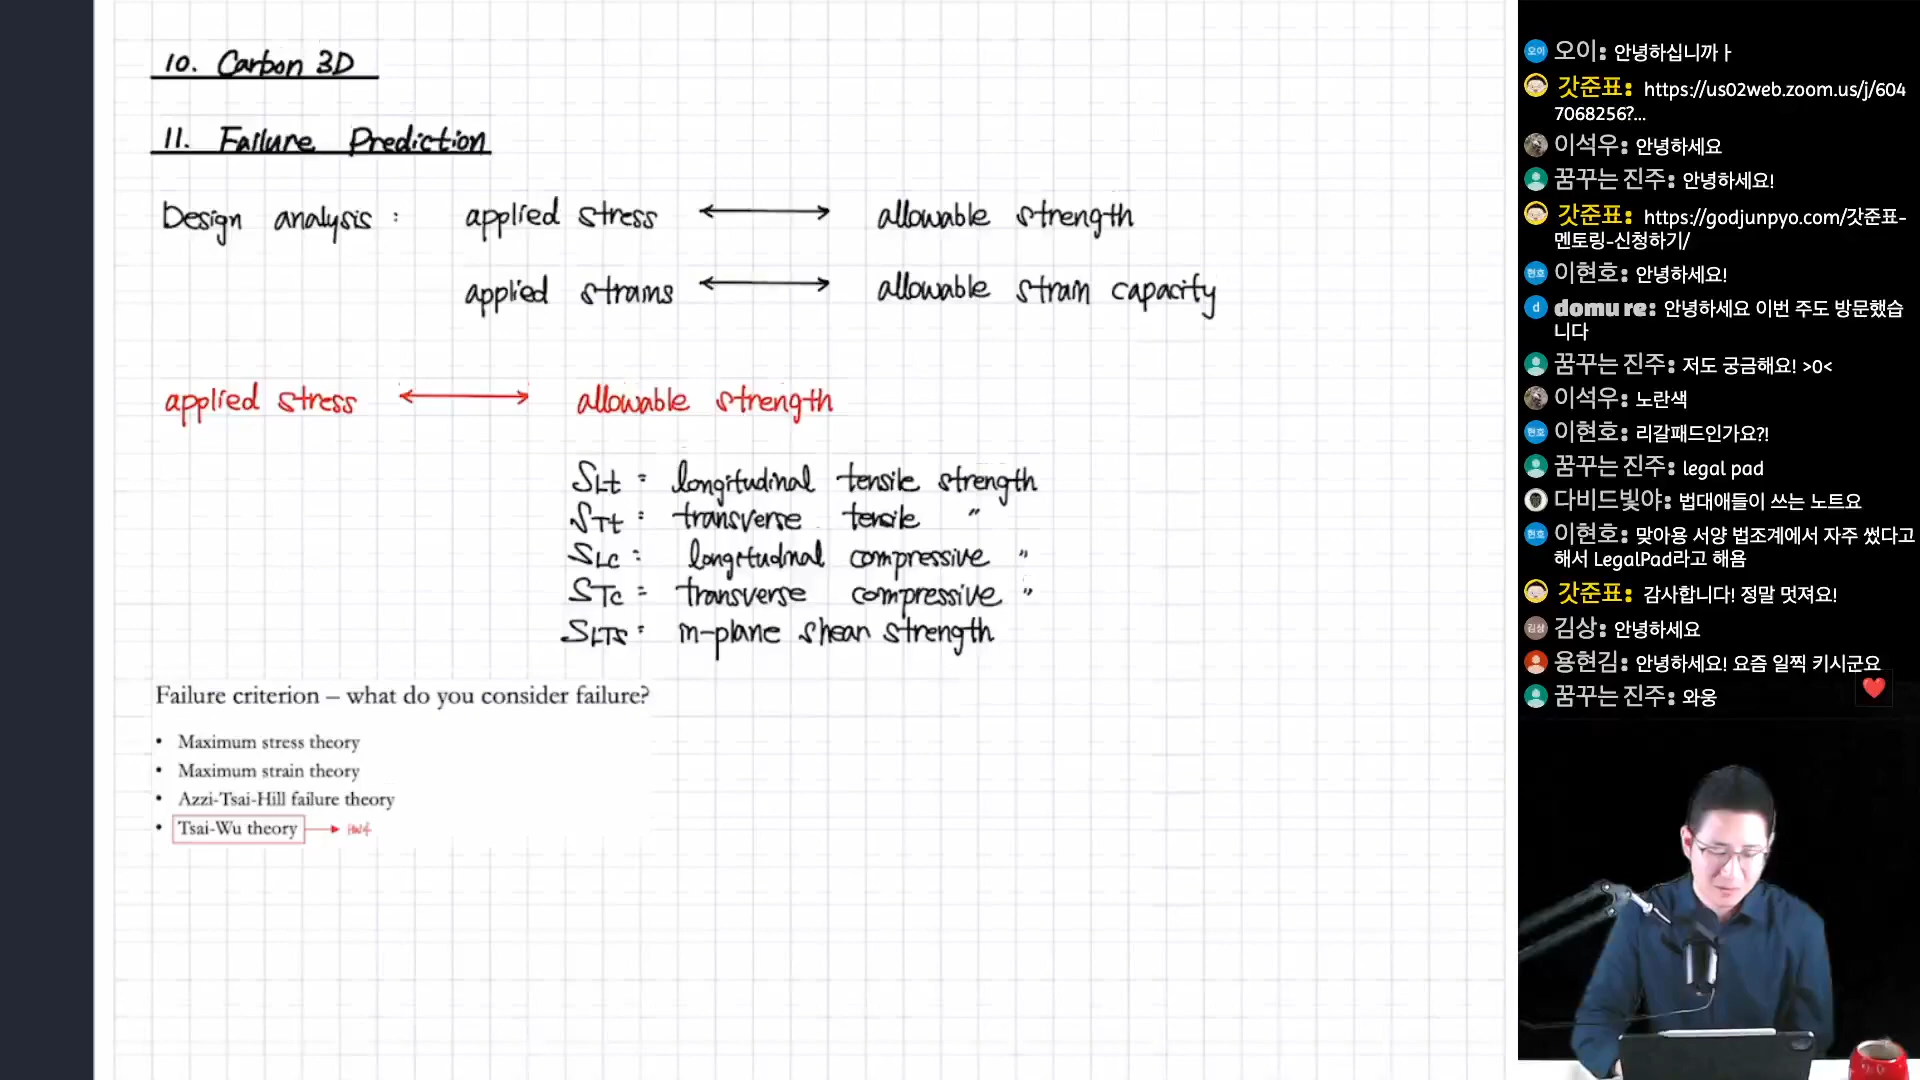 10. Carbon 3D
11. Failure Prediction
Design analysis : applied stress ⟷ allowable strength
applied strains ⟷ allowable strain capacity
applied stress ⟷ allowable strength
SLt : longitudinal tensile strength
STt : transverse tensile "
SLc : longitudinal compressive "
STc : transverse compressive "
SLTs : in-plane shear strength
Failure criterion – what do you consider failure?
• Maximum stress theory
• Maximum strain theory
• Azzi-Tsai-Hill failure theory
• Tsai-Wu theory → HW4
오이 오이: 안녕하십니까ㅏ
갓준표: https://us02web.zoom.us/j/604
7068256?...
이석우: 안녕하세요
꿈꾸는 진주: 안녕하세요!
갓준표: https://godjunpyo.com/갓준표-
멘토링-신청하기/
현호 이현호: 안녕하세요!
d domu re: 안녕하세요 이번 주도 방문했습
니다
꿈꾸는 진주: 저도 궁금해요! >0<
이석우: 노란색
현호 이현호: 리갈패드인가요?!
꿈꾸는 진주: legal pad
다비드빛야: 법대애들이 쓰는 노트요
현호 이현호: 맞아용 서양 법조계에서 자주 썼다고
해서 LegalPad라고 해욤
갓준표: 감사합니다! 정말 멋져요!
김상 김상: 안녕하세요
용현김: 안녕하세요! 요즘 일찍 키시군요
꿈꾸는 진주: 와웅